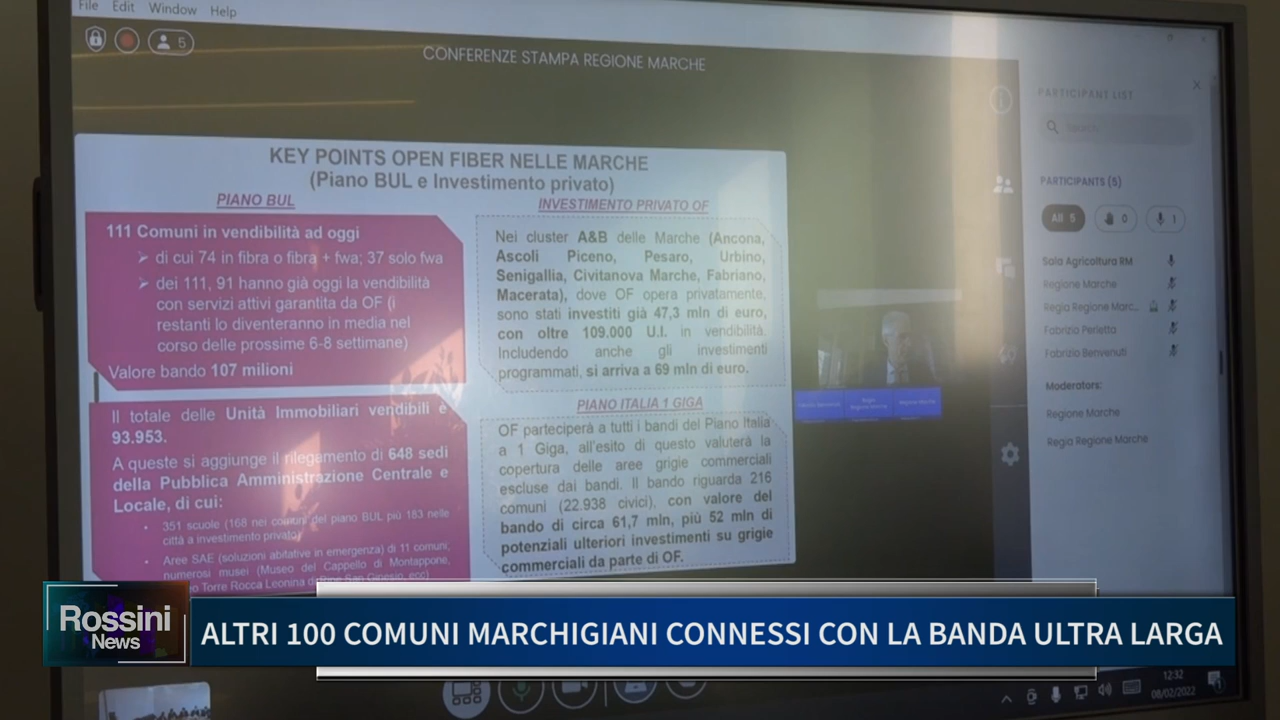 File Edit Window Help
5
CONFERENZE STAMPA REGIONE MARCHE
KEY POINTS OPEN FIBER NELLE MARCHE
(Piano BUL e Investimento privato)
PIANO BUL
111 Comuni in vendibilità ad oggi
di cui 74 in fibra o fibra + fwa; 37 solo fwa
dei 111, 91 hanno già oggi la vendibilità
con servizi attivi garantita da OF (i
restanti lo diventeranno in media nel
corso delle prossime 6-8 settimane)
Valore bando 107 milioni
Il totale delle Unità Immobiliari vendibili è
93.953.
A queste si aggiunge il rilegamento di 648 sedi
della Pubblica Amministrazione Centrale e
Locale, di cui:
351 scuole (168 nei comuni del piano BUL più 183 nelle
città a investimento privato)
Aree SAE (soluzioni abitative in emergenza) di 11 comuni,
numerosi musei (Museo del Cappello di Montappone,
Torre Rocca Leonina di Ripe San Ginesio, ecc)
INVESTIMENTO PRIVATO OF
Nei cluster A&B delle Marche (Ancona,
Ascoli Piceno, Pesaro, Urbino,
Senigallia, Civitanova Marche, Fabriano,
Macerata), dove OF opera privatamente,
sono stati investiti già 47,3 mln di euro,
con oltre 109.000 U.I. in vendibilità.
Includendo anche gli investimenti
programmati, si arriva a 69 mln di euro.
PIANO ITALIA 1 GIGA
OF parteciperà a tutti i bandi del Piano Italia
a 1 Giga, all'esito di questo valuterà la
copertura delle aree grigie commerciali
escluse dai bandi. Il bando riguarda 216
comuni (22.938 civici), con valore del
bando di circa 61,7 mln, più 52 mln di
potenziali ulteriori investimenti su grigie
commerciali da parte di OF.
PARTICIPANT LIST
Search
PARTICIPANTS (5)
All 5 0 1
Sala Agricoltura RM
Regione Marche
Regia Regione Marc...
Fabrizio Perletta
Fabrizio Benvenuti
Moderators:
Regione Marche
Regia Regione Marche
Rossini
News
ALTRI 100 COMUNI MARCHIGIANI CONNESSI CON LA BANDA ULTRA LARGA
12:32
08/02/2022